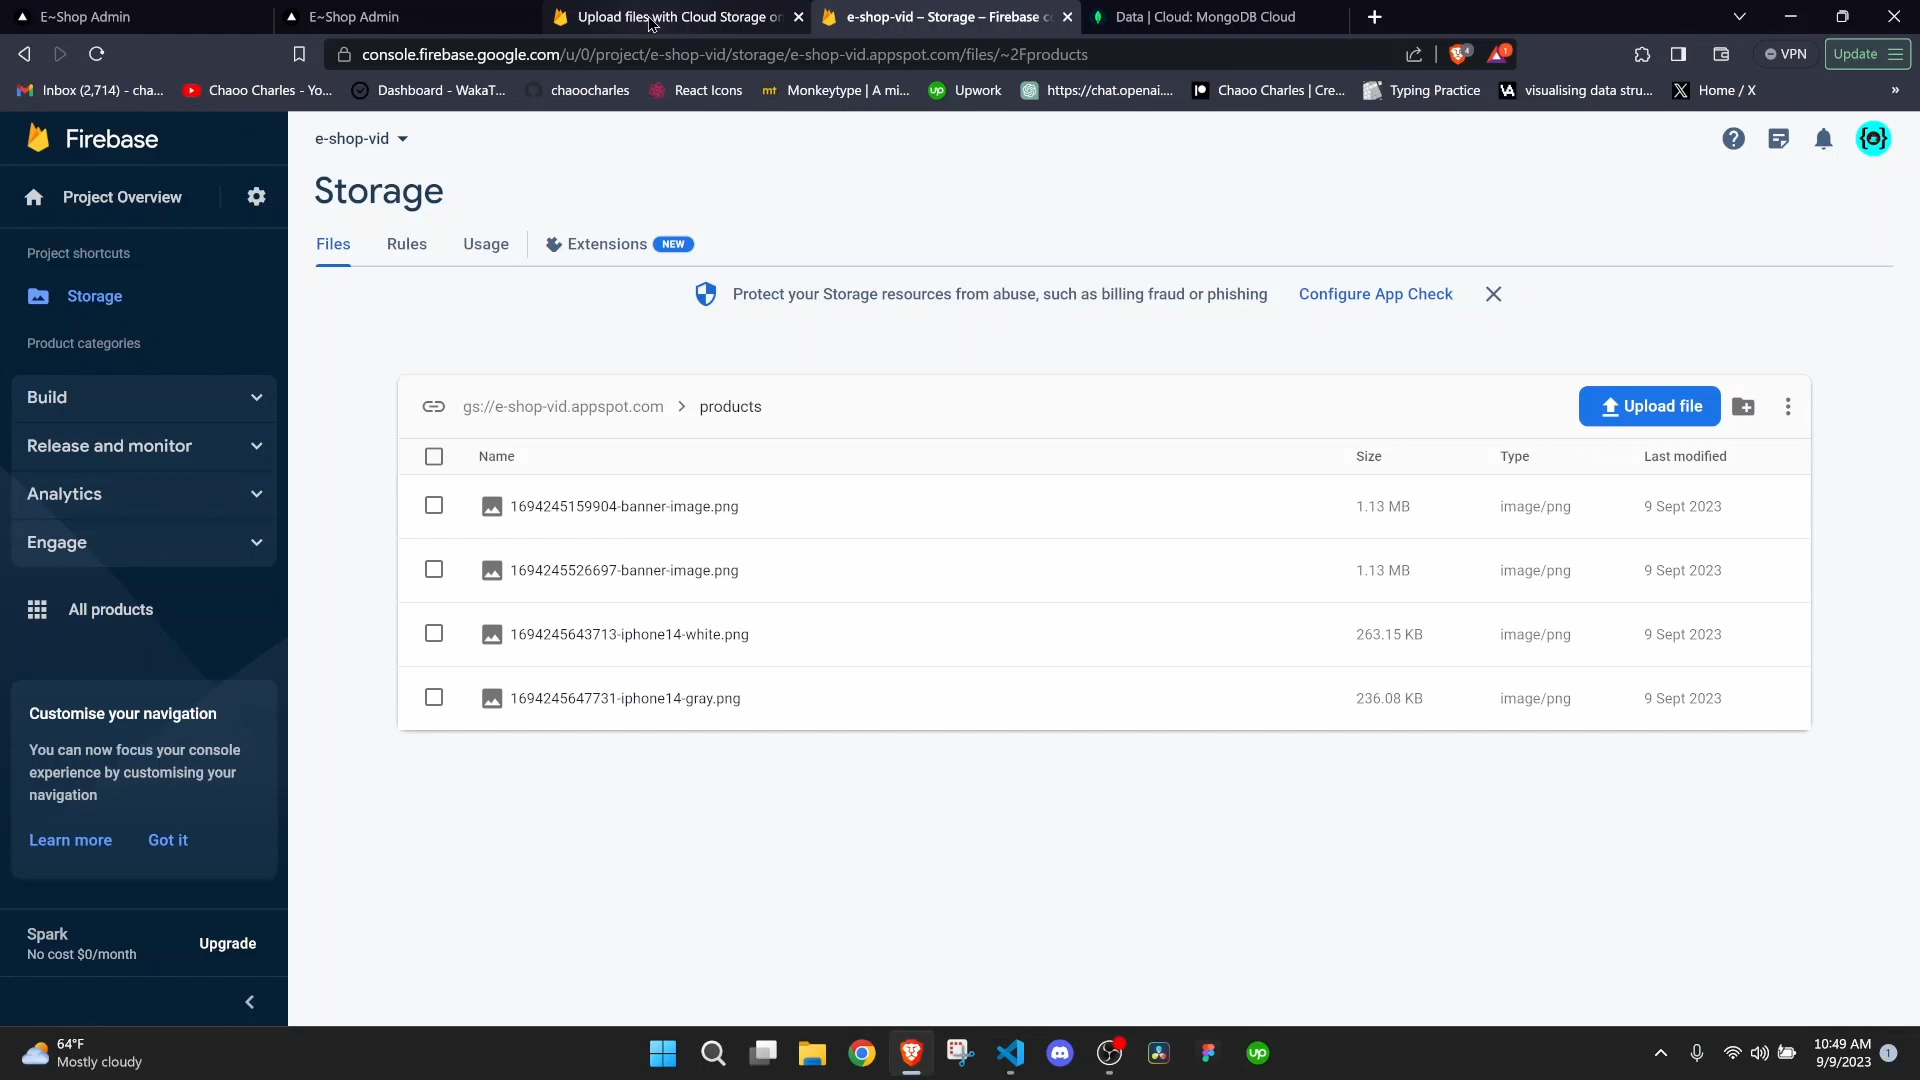 E~Shop Admin
E~Shop Admin
Upload files with Cloud Storage on
e-shop-vid – Storage – Firebase co
Data | Cloud: MongoDB Cloud
console.firebase.google.com/u/0/project/e-shop-vid/storage/e-shop-vid.appspot.com/files/~2Fproducts
4
1
VPN
Update
Inbox (2,714) - cha...
Chaoo Charles - Yo...
Dashboard - WakaT...
chaoocharles
React Icons
mt
Monkeytype | A mi...
up
Upwork
https://chat.openai....
Chaoo Charles | Cre...
Typing Practice
VA
visualising data stru...
Home / X
»
Firebase
e-shop-vid
Project Overview
Storage
Files
Rules
Usage
Extensions
NEW
Project shortcuts
Storage
Protect your Storage resources from abuse, such as billing fraud or phishing
Configure App Check
Product categories
Build
Release and monitor
Analytics
Engage
All products
gs://e-shop-vid.appspot.com > products
Upload file
Name
Size
Type
Last modified
1694245159904-banner-image.png
1.13 MB
image/png
9 Sept 2023
1694245526697-banner-image.png
1.13 MB
image/png
9 Sept 2023
1694245643713-iphone14-white.png
263.15 KB
image/png
9 Sept 2023
1694245647731-iphone14-gray.png
236.08 KB
image/png
9 Sept 2023
Customise your navigation
You can now focus your console
experience by customising your
navigation
Learn more
Got it
Spark
No cost $0/month
Upgrade
64°F
Mostly cloudy
up
10:49 AM
9/9/2023
1